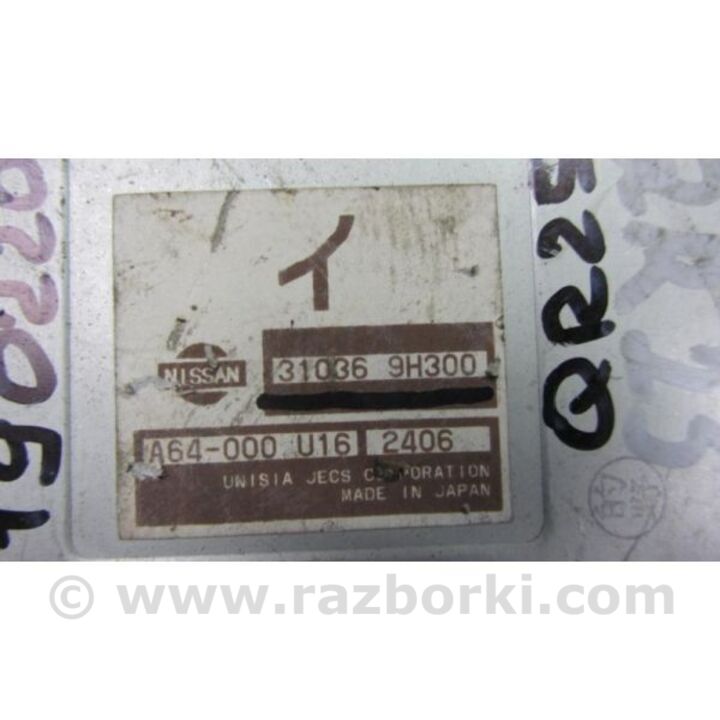 イ
NISSAN
31036 9H300
A64-000 U16 2406
UNISIA JECS CORPORATION
MADE IN JAPAN
QR25
© www.razborki.com